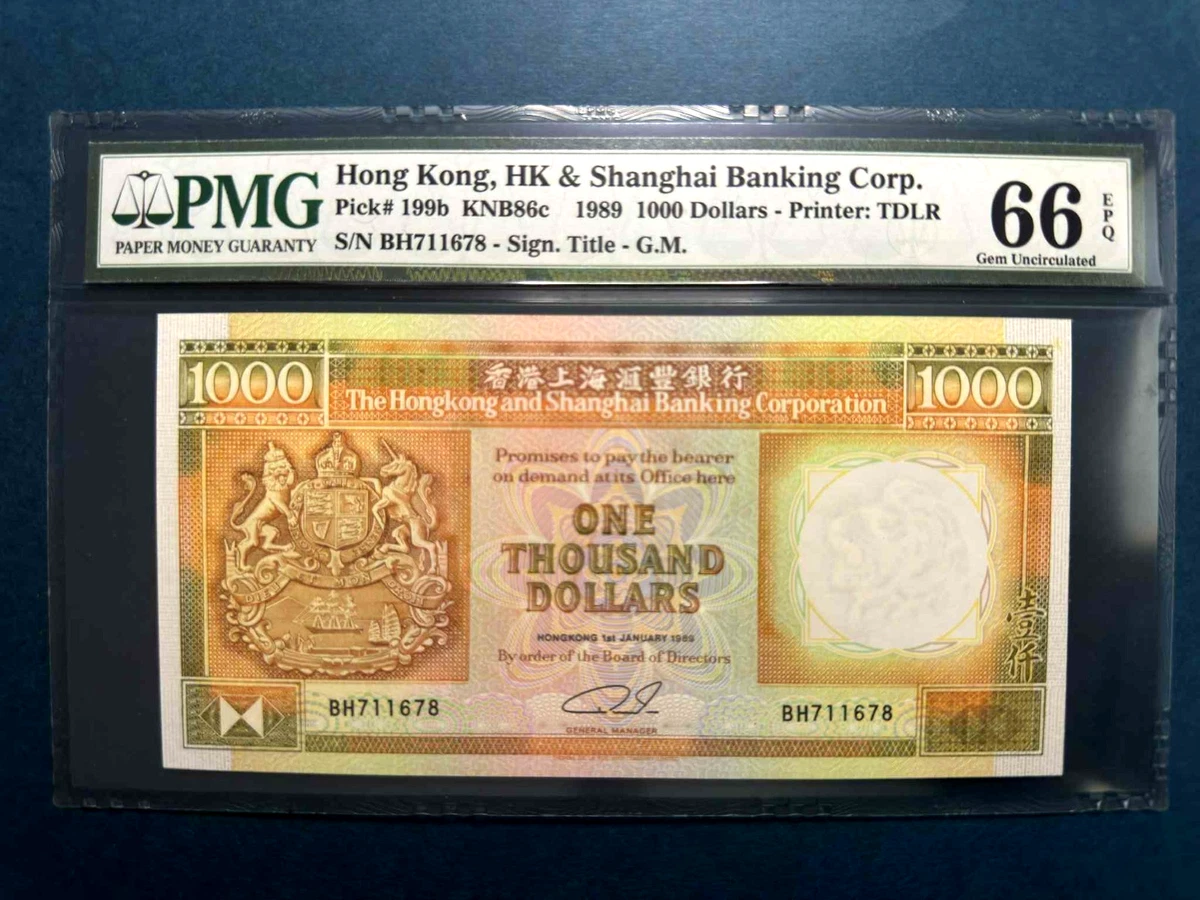 PMG
PAPER MONEY GUARANTY
Hong Kong, HK & Shanghai Banking Corp.
Pick# 199b KNB86c 1989 1000 Dollars - Printer: TDLR
S/N BH711678 - Sign. Title - G.M.
66
EPQ
Gem Uncirculated
1000
香港上海滙豐銀行
1000
The Hongkong and Shanghai Banking Corporation
Promises to pay the bearer
on demand at its Office here
ONE
THOUSAND
DOLLARS
HONGKONG 1st JANUARY 1989
By order of the Board of Directors
壹仟
BH711678
BH711678
GENERAL MANAGER